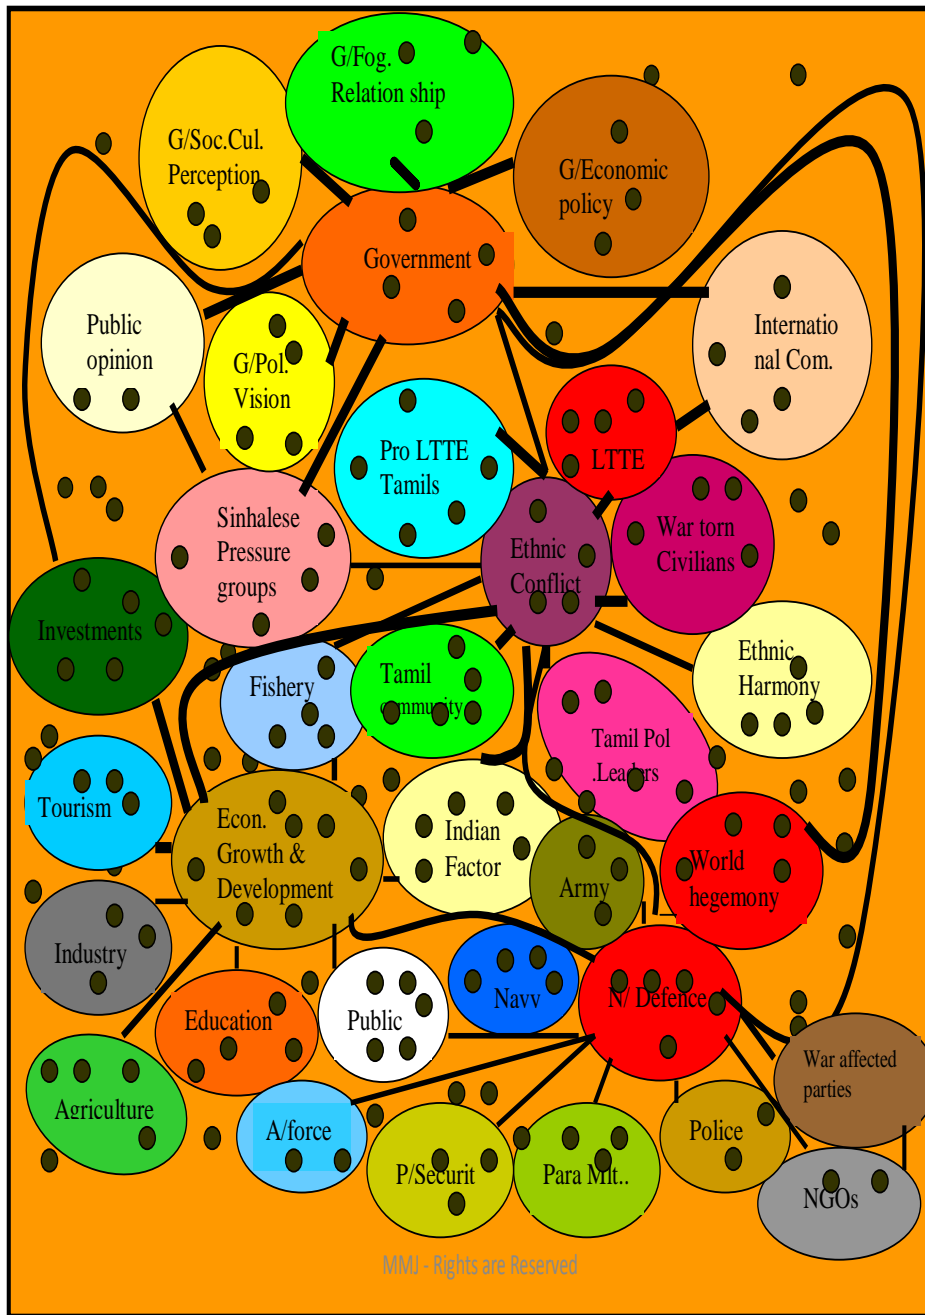 G/Fog.
Relation ship
G/Soc.Cul.
Perception
G/Economic
policy
Government
Public
opinion
G/Pol.
Vision
Internatio
nal Com.
Pro LTTE
Tamils
LTTE
Sinhalese
Pressure
groups
Ethnic
Conflict
War torn
Civilians
Investments
Fishery
Tamil
community
Ethnic
Harmony
Tamil Pol
.Leaders
Tourism
Econ.
Growth &
Development
Indian
Factor
Army
World
hegemony
Industry
Education
Public
Navv
N/ Defence
War affected
parties
Agriculture
A/force
P/Securit
Para Mlt..
Police
NGOs
MMJ - Rights are Reserved